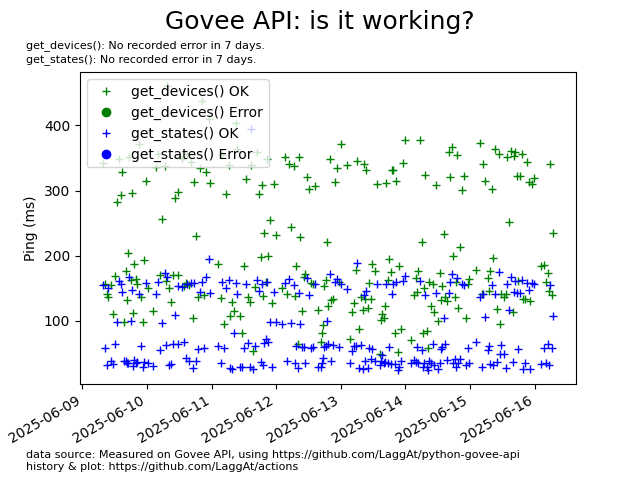 Govee API: is it working?
get_devices(): No recorded error in 7 days.
get_states(): No recorded error in 7 days.
get_devices() OK
get_devices() Error
get_states() OK
get_states() Error
Ping (ms)
400
300
200
100
2025-06-09
2025-06-10
2025-06-11
2025-06-12
2025-06-13
2025-06-14
2025-06-15
2025-06-16
data source: Measured on Govee API, using https://github.com/LaggAt/python-govee-api
history & plot: https://github.com/LaggAt/actions